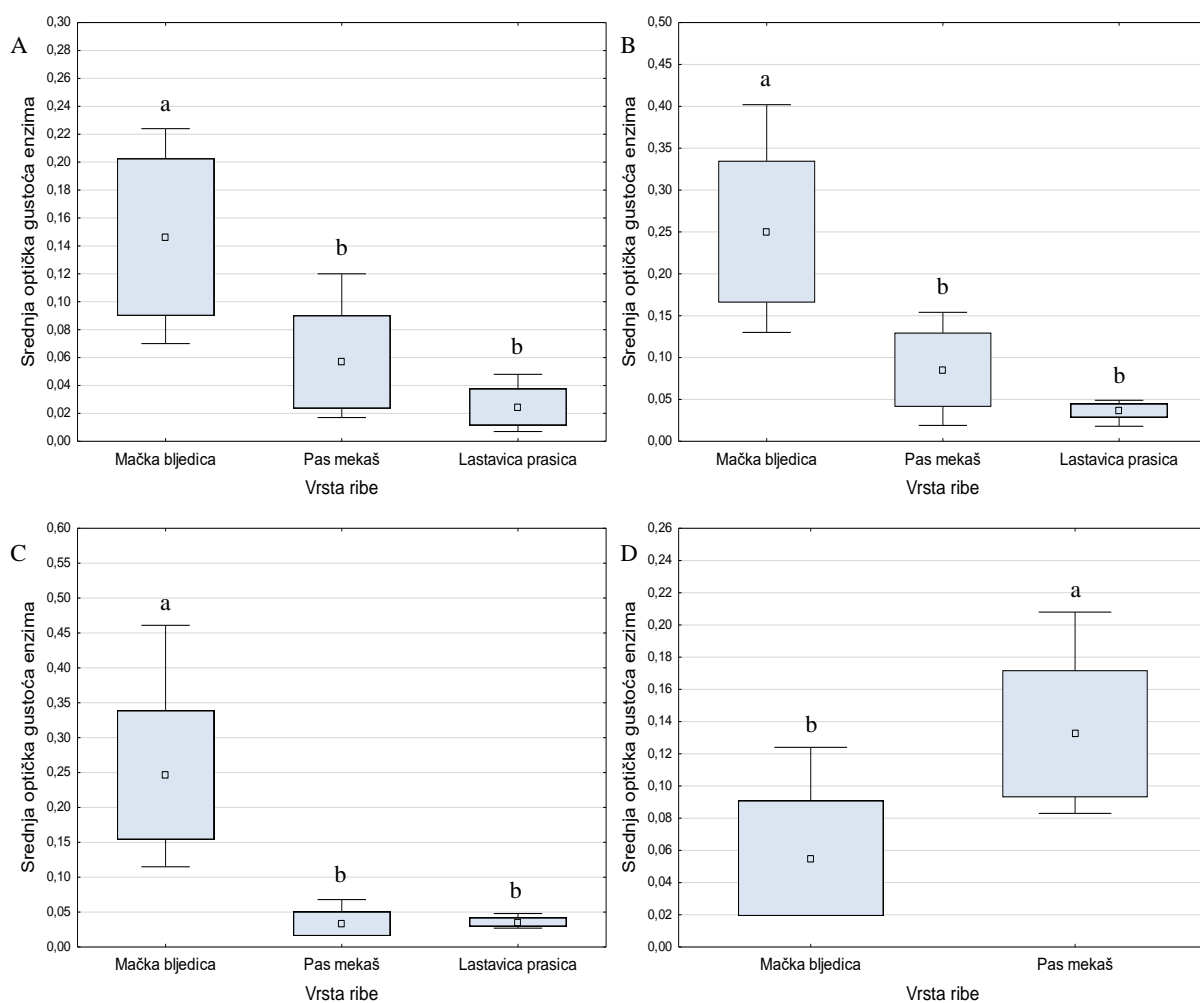 A
Srednja optička gustoća enzima
0,30
0,28
0,26
0,24
0,22
0,20
0,18
0,16
0,14
0,12
0,10
0,08
0,06
0,04
0,02
0,00
a
b
b
Mačka bljedica
Pas mekaš
Lastavica prasica
Vrsta ribe
B
Srednja optička gustoća enzima
0,50
0,45
0,40
0,35
0,30
0,25
0,20
0,15
0,10
0,05
0,00
a
b
b
Mačka bljedica
Pas mekaš
Lastavica prasica
Vrsta ribe
C
Srednja optička gustoća enzima
0,60
0,55
0,50
0,45
0,40
0,35
0,30
0,25
0,20
0,15
0,10
0,05
0,00
a
b
b
Mačka bljedica
Pas mekaš
Lastavica prasica
Vrsta ribe
D
Srednja optička gustoća enzima
0,26
0,24
0,22
0,20
0,18
0,16
0,14
0,12
0,10
0,08
0,06
0,04
0,02
0,00
b
a
Mačka bljedica
Pas mekaš
Vrsta ribe